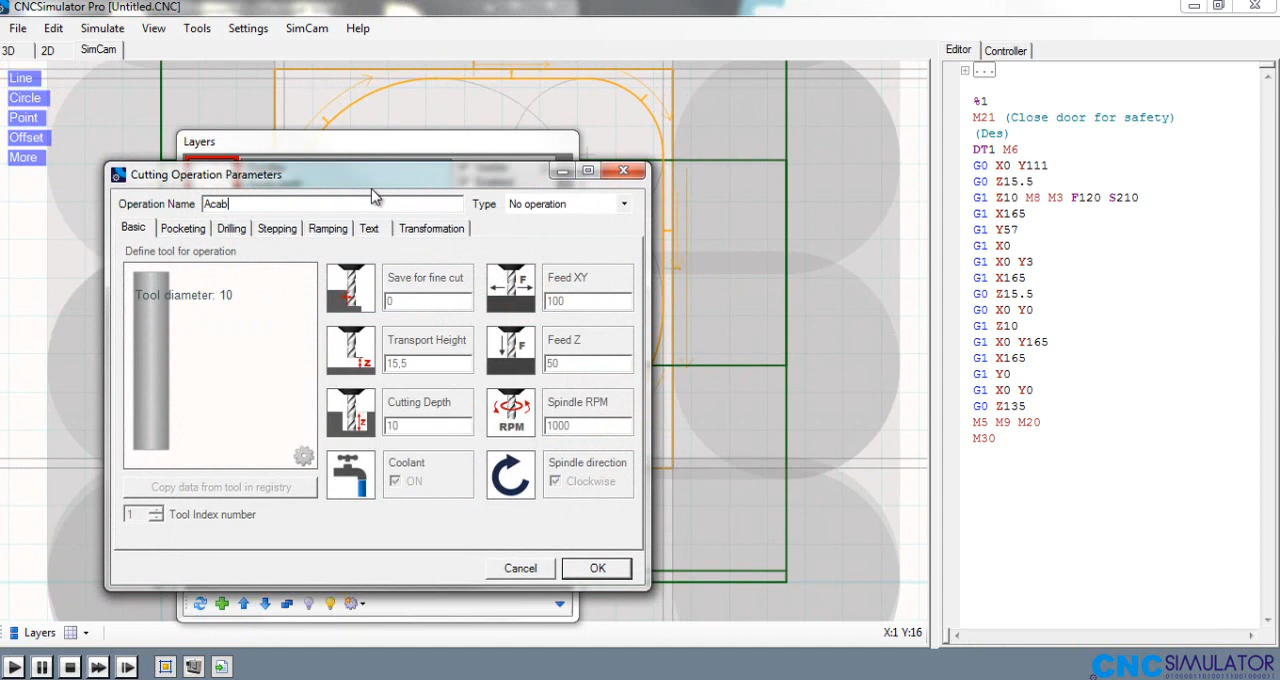 CNCSimulator Pro [Untitled.CNC]
File Edit Simulate View Tools Settings SimCam Help
3D 2D SimCam
Editor Controller
Line
Circle
Point
Offset
More
Layers
Cutting Operation Parameters
Operation Name Acab Type No operation
Basic Pocketing Drilling Stepping Ramping Text Transformation
Define tool for operation
Tool diameter: 10
Save for fine cut
0
Feed XY
F
100
Transport Height
z
15,5
Feed Z
F
50
Cutting Depth
z
10
Spindle RPM
RPM
1000
Coolant
ON
Spindle direction
Clockwise
Copy data from tool in registry
1 Tool Index number
Cancel OK
Layers
X:1 Y:16
...
%1
M21 (Close door for safety)
(Des)
DT1 M6
G0 X0 Y111
G0 Z15.5
G1 Z10 M8 M3 F120 S210
G1 X165
G1 Y57
G1 X0
G1 X0 Y3
G1 X165
G0 Z15.5
G0 X0 Y0
G1 Z10
G1 X0 Y165
G1 X165
G1 Y0
G1 X0 Y0
G0 Z135
M5 M9 M20
M30
CNCSIMULATOR